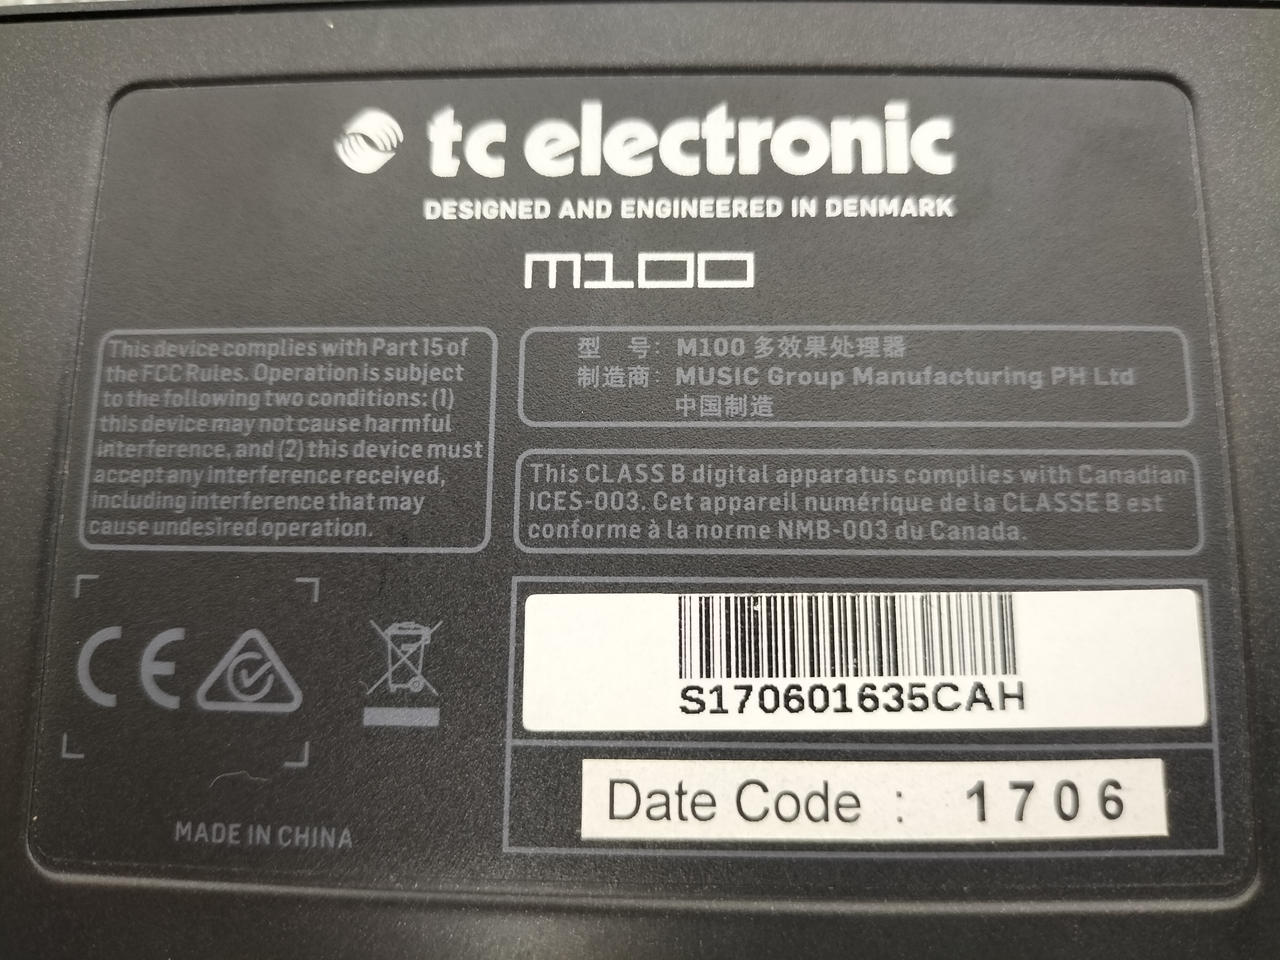 tc electronic
DESIGNED AND ENGINEERED IN DENMARK
M100
This device complies with Part 15 of
the FCC Rules. Operation is subject
to the following two conditions: (1)
this device may not cause harmful
interference, and (2) this device must
accept any interference received,
including interference that may
cause undesired operation.
型 号: M100 多效果处理器
制造商: MUSIC Group Manufacturing PH Ltd
中国制造
This CLASS B digital apparatus complies with Canadian
ICES-003. Cet appareil numérique de la CLASSE B est
conforme à la norme NMB-003 du Canada.
CE
MADE IN CHINA
S170601635CAH
Date Code : 1706